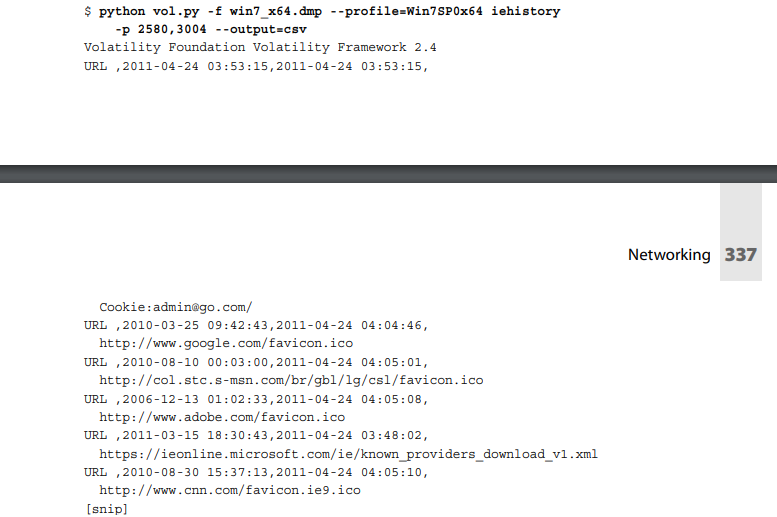 $ python vol.py -f win7_x64.dmp --profile=Win7SP0x64 iehistory
-p 2580,3004 --output=csv
Volatility Foundation Volatility Framework 2.4
URL ,2011-04-24 03:53:15,2011-04-24 03:53:15,
Networking 337
Cookie:admin@go.com/
URL ,2010-03-25 09:42:43,2011-04-24 04:04:46,
http://www.google.com/favicon.ico
URL ,2010-08-10 00:03:00,2011-04-24 04:05:01,
http://col.stc.s-msn.com/br/gbl/lg/csl/favicon.ico
URL ,2006-12-13 01:02:33,2011-04-24 04:05:08,
http://www.adobe.com/favicon.ico
URL ,2011-03-15 18:30:43,2011-04-24 03:48:02,
https://ieonline.microsoft.com/ie/known_providers_download_v1.xml
URL ,2010-08-30 15:37:13,2011-04-24 04:05:10,
http://www.cnn.com/favicon.ie9.ico
[snip]